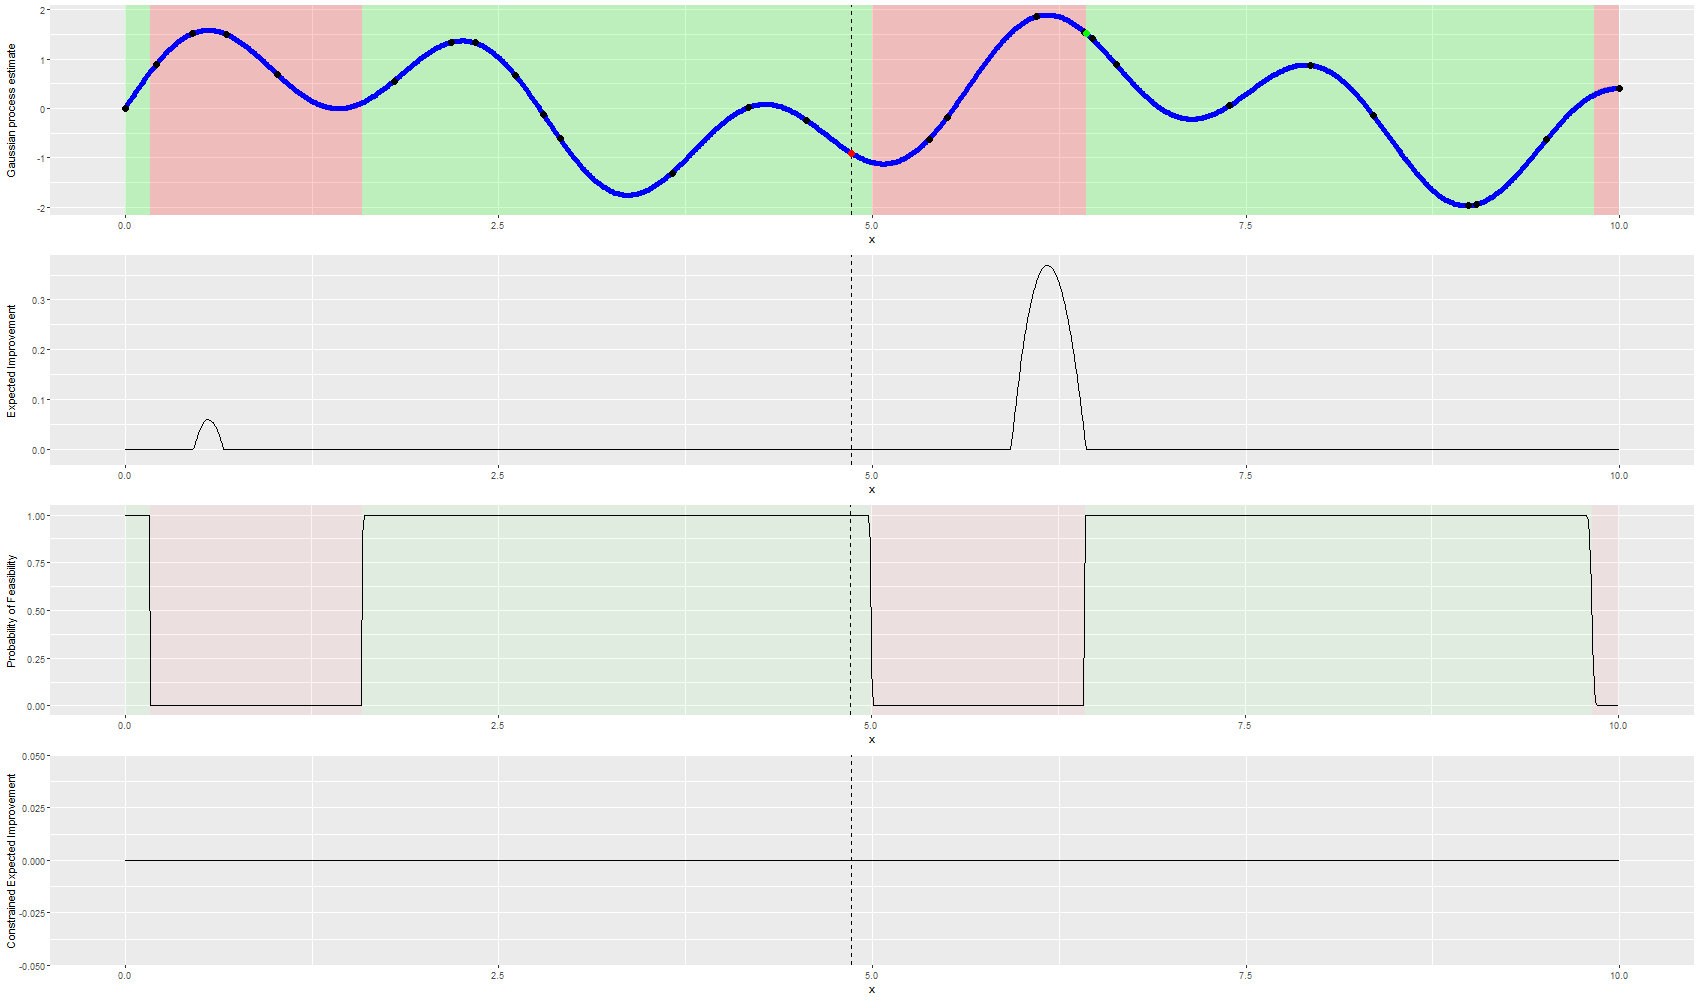 Gaussian process estimate
2
1
0
-1
-2
0.0 2.5 5.0 7.5 10.0
x
Expected Improvement
0.3
0.2
0.1
0.0
0.0 2.5 5.0 7.5 10.0
x
Probability of Feasibility
1.00
0.75
0.50
0.25
0.00
0.0 2.5 5.0 7.5 10.0
x
Constrained Expected Improvement
0.050
0.025
0.000
-0.025
-0.050
0.0 2.5 5.0 7.5 10.0
x